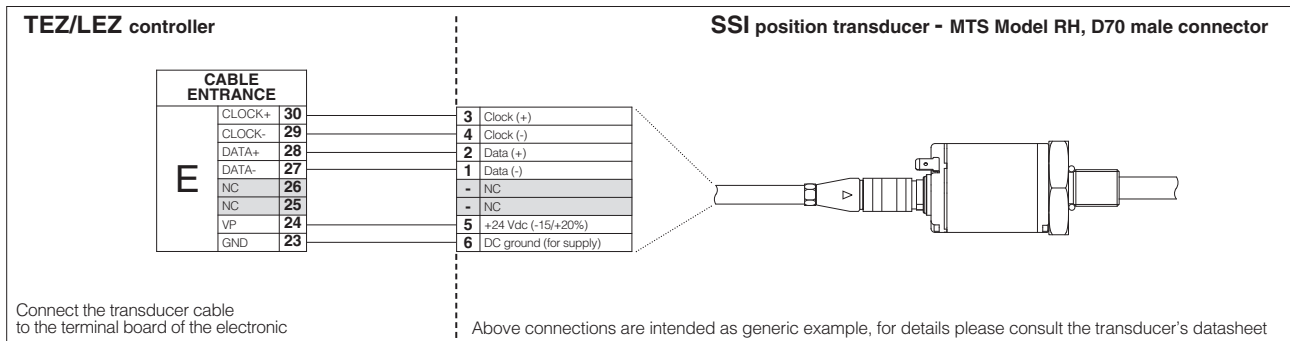 TEZ/LEZ controller
SSI position transducer - MTS Model RH, D70 male connector
CABLE
ENTRANCE
E
CLOCK+ 30
CLOCK- 29
DATA+ 28
DATA- 27
NC 26
NC 25
VP 24
GND 23
3 Clock (+)
4 Clock (-)
2 Data (+)
1 Data (-)
- NC
- NC
5 +24 Vdc (-15/+20%)
6 DC ground (for supply)
Connect the transducer cable
to the terminal board of the electronic
Above connections are intended as generic example, for details please consult the transducer's datasheet